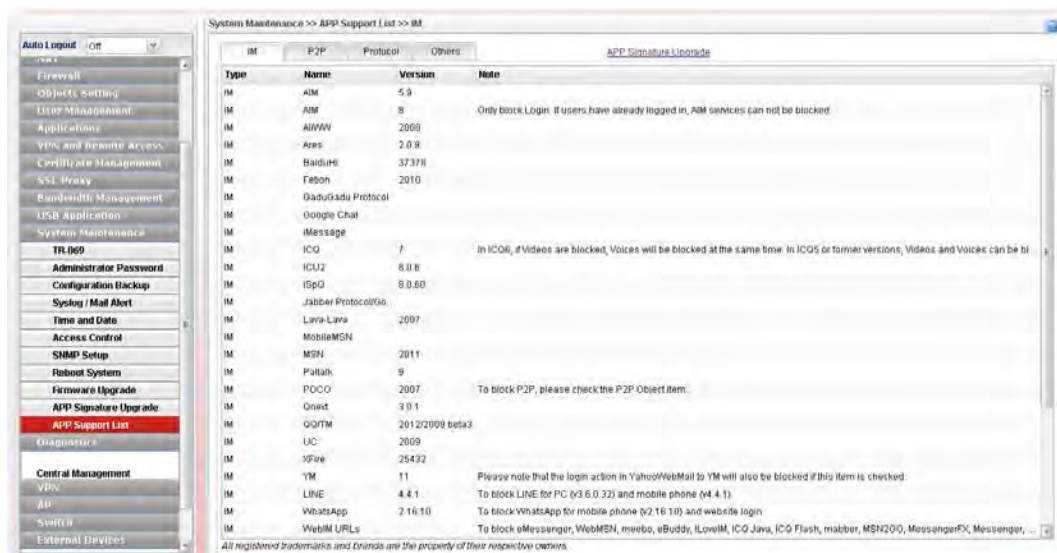 System Maintenance >> APP Support List >> IM
Auto Logout Off
Firewall
Objects Setting
User Management
Applications
VPN and Remote Access
Certificate Management
SSL Proxy
Bandwidth Management
USB Application
System Maintenance
TR-069
Administrator Password
Configuration Backup
Syslog / Mail Alert
Time and Date
Access Control
SNMP Setup
Reboot System
Firmware Upgrade
APP Signature Upgrade
APP Support List
Diagnostics
Central Management
VPN
AP
Switch
External Devices
IM P2P Protocol Others APP Signature Upgrade
Type Name Version Note
IM AIM 5.9
IM AIM 8 Only block Login. If users have already logged in, AIM services can not be blocked.
IM AliWW 2008
IM Ares 2.0.9
IM BaiduHi 37378
IM Fetion 2010
IM GaduGadu Protocol
IM Google Chat
IM iMessage
IM ICQ 7 In ICQ6, if Videos are blocked, Voices will be blocked at the same time. In ICQ5 or former versions, Videos and Voices can be bl
IM ICU2 8.0.6
IM iSpQ 8.0.60
IM Jabber Protocol/Go
IM Lava-Lava 2007
IM MobileMSN
IM MSN 2011
IM Paltalk 9
IM POCO 2007 To block P2P, please check the P2P Object item.
IM Qnext 3.0.1
IM QQ/TM 2012/2009 beta3
IM UC 2009
IM XFire 25432
IM YM 11 Please note that the login action in YahooWebMail to YM will also be blocked if this item is checked.
IM LINE 4.4.1 To block LINE for PC (v3.6.0.32) and mobile phone (v4.4.1)
IM WhatsApp 2.16.10 To block WhatsApp for mobile phone (v2.16.10) and website login
IM WebIM URLs To block eMessenger, WebMSN, meebo, eBuddy, ILoveIM, ICQ Java, ICQ Flash, mabber, MSN2GO, MessengerFX, Messenger, ...
All registered trademarks and brands are the property of their respective owners.